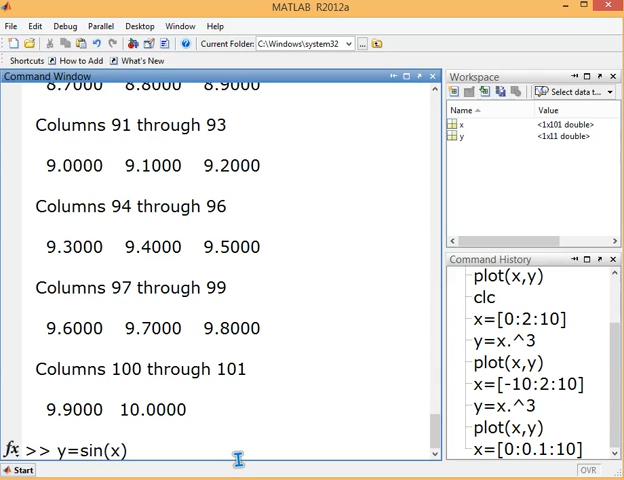 MATLAB R2012a
File Edit Debug Parallel Desktop Window Help
Current Folder: C:\Windows\system32
Shortcuts How to Add What's New
Command Window
8.7000 8.8000 8.9000
Columns 91 through 93
9.0000 9.1000 9.2000
Columns 94 through 96
9.3000 9.4000 9.5000
Columns 97 through 99
9.6000 9.7000 9.8000
Columns 100 through 101
9.9000 10.0000
fx >> y=sin(x)
Workspace
Select data t...
Name Value
x <1x101 double>
y <1x11 double>
Command History
plot(x,y)
clc
x=[0:2:10]
y=x.^3
plot(x,y)
x=[-10:2:10]
y=x.^3
plot(x,y)
x=[0:0.1:10]
Start
OVR